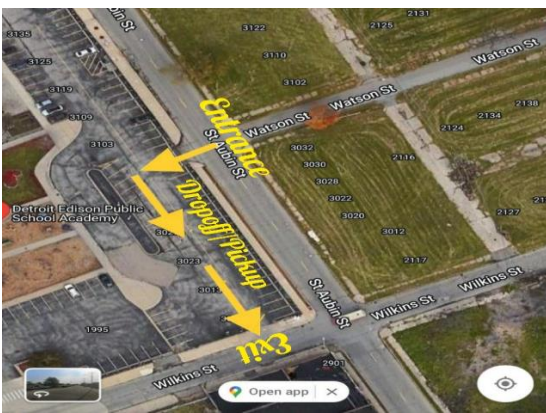 in St
3122
2131
2125
3135
3110
3125
3102
Watson St
3119
Watson St
2138
3109
Watson St
2134
2124
Entrance
St Aubin St
3103
3032
3030
2116
3028
3022
Detroit Edison Public
School Academy
Dropoff/Pickup
3020
2127
3012
3023
2117
St Aubin St
Wilkins St
Wilkins St
1995
Exit
2901
Wilkins St
Open app